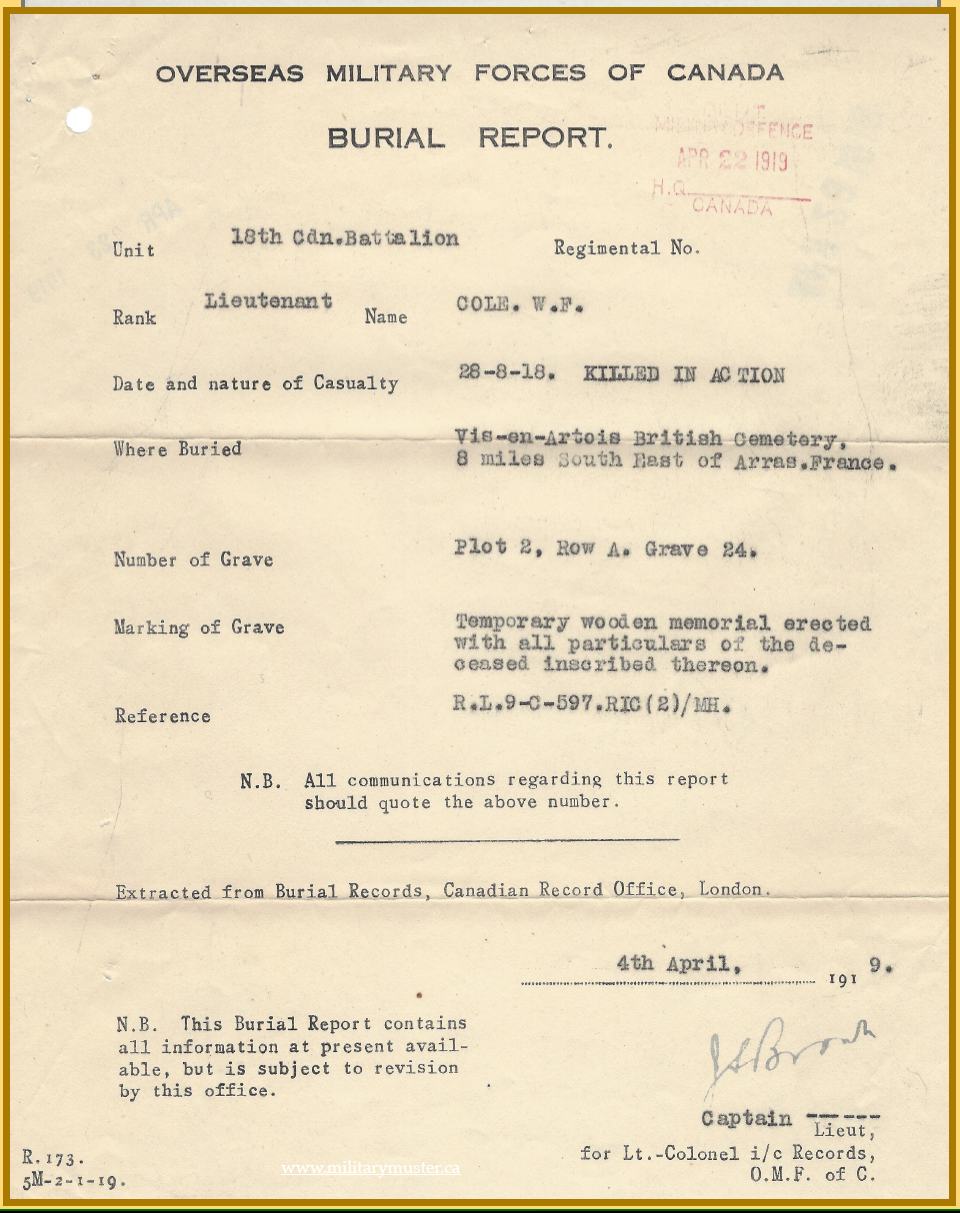 OVERSEAS MILITARY FORCES OF CANADA
BURIAL REPORT.
APR 22 1919
H.Q.
CANADA
Unit 18th Cdn.Battalion Regimental No.
Rank Lieutenant Name COLE. W.F.
Date and nature of Casualty 28-8-18. KILLED IN ACTION
Where Buried Vis-en-Artois British Cemetery,
8 miles South East of Arras.France.
Number of Grave Plot 2, Row A. Grave 24.
Marking of Grave Temporary wooden memorial erected
with all particulars of the de-
ceased inscribed thereon.
Reference R.L.9-C-597.RIC(2)/MH.
N.B. All communications regarding this report
should quote the above number.
Extracted from Burial Records, Canadian Record Office, London.
4th April, 191 9.
N.B. This Burial Report contains
all information at present avail-
able, but is subject to revision
by this office.
Captain ------
Lieut,
for Lt.-Colonel i/c Records,
O.M.F. of C.
R.173.
5M-2-1-19.
www.militarymuster.ca